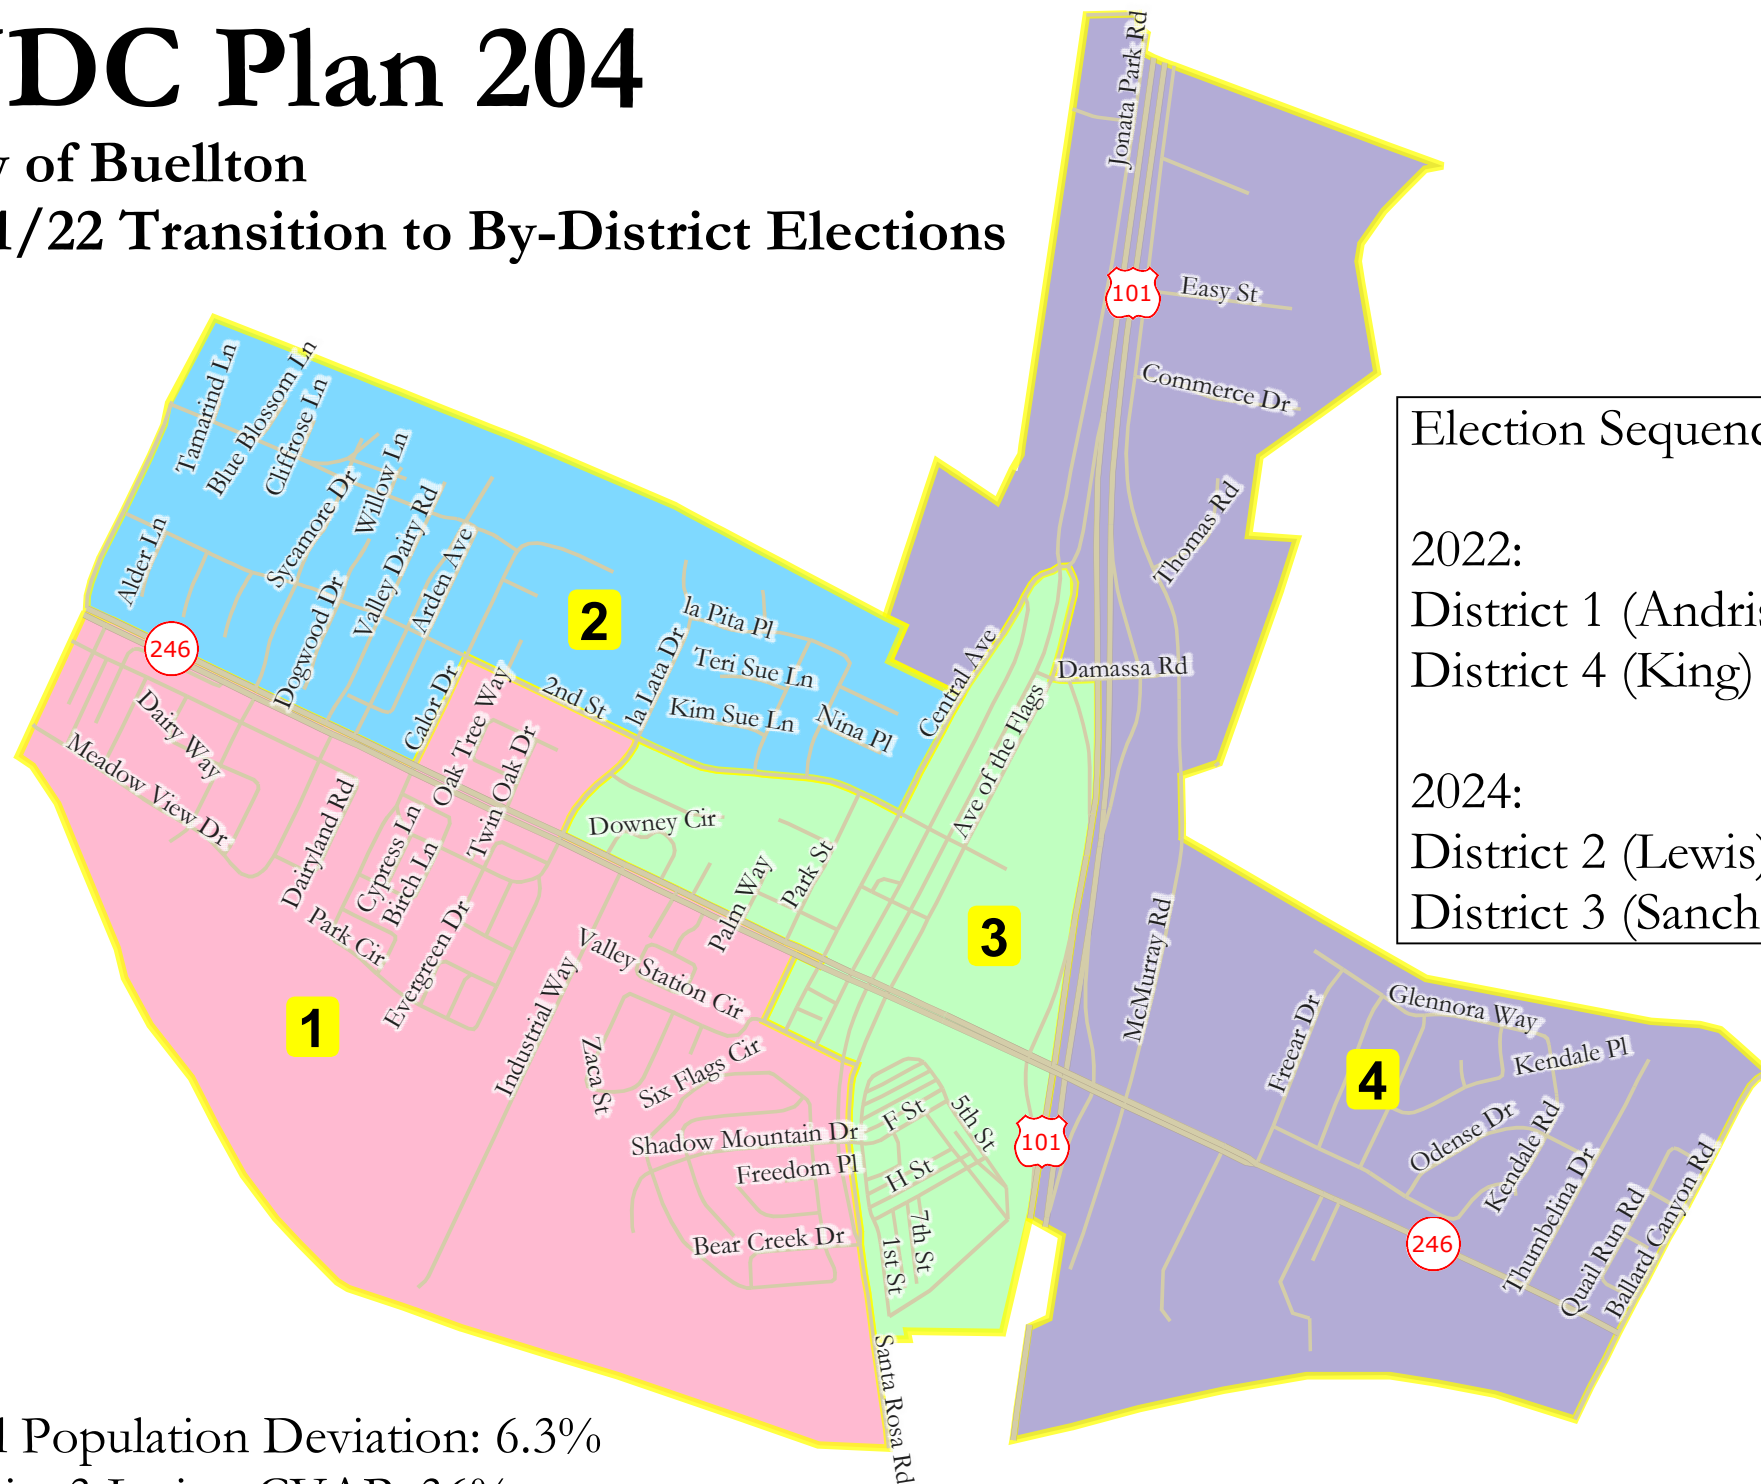 DC Plan 204
of Buellton
1/22 Transition to By-District Elections
Jonata Park Rd
101
Easy St
Commerce Dr
Thomas Rd
Tamarind Ln
Blue Blossom Ln
Cliffrose Ln
Willow Ln
Sycamore Dr
Valley Dairy Rd
Alder Ln
Arden Ave
Dogwood Dr
2
la Pita Pl
la Lata Dr
Teri Sue Ln
Kim Sue Ln
Nina Pl
Central Ave
Damassa Rd
Ave of the Flags
246
Calor Dr
2nd St
Oak Tree Way
Twin Oak Dr
Dairy Way
Meadow View Dr
Dairyland Rd
Cypress Ln
Birch Ln
Park Cir
Evergreen Dr
Downey Cir
Palm Way
Park St
3
Valley Station Cir
Industrial Way
1
Zaca St
Six Flags Cir
Shadow Mountain Dr
Freedom Pl
Bear Creek Dr
F St
5th St
H St
7th St
1st St
Santa Rosa Rd
101
McMurray Rd
Freear Dr
Glennora Way
Kendale Pl
4
Odense Dr
Kendale Rd
Thumbelina Dr
Quail Run Rd
Ballard Canyon Rd
246
Election
2022:
District 1
District 4 (King)
2024:
District 2 (Lewis)
District 3
Population Deviation: 6.3%